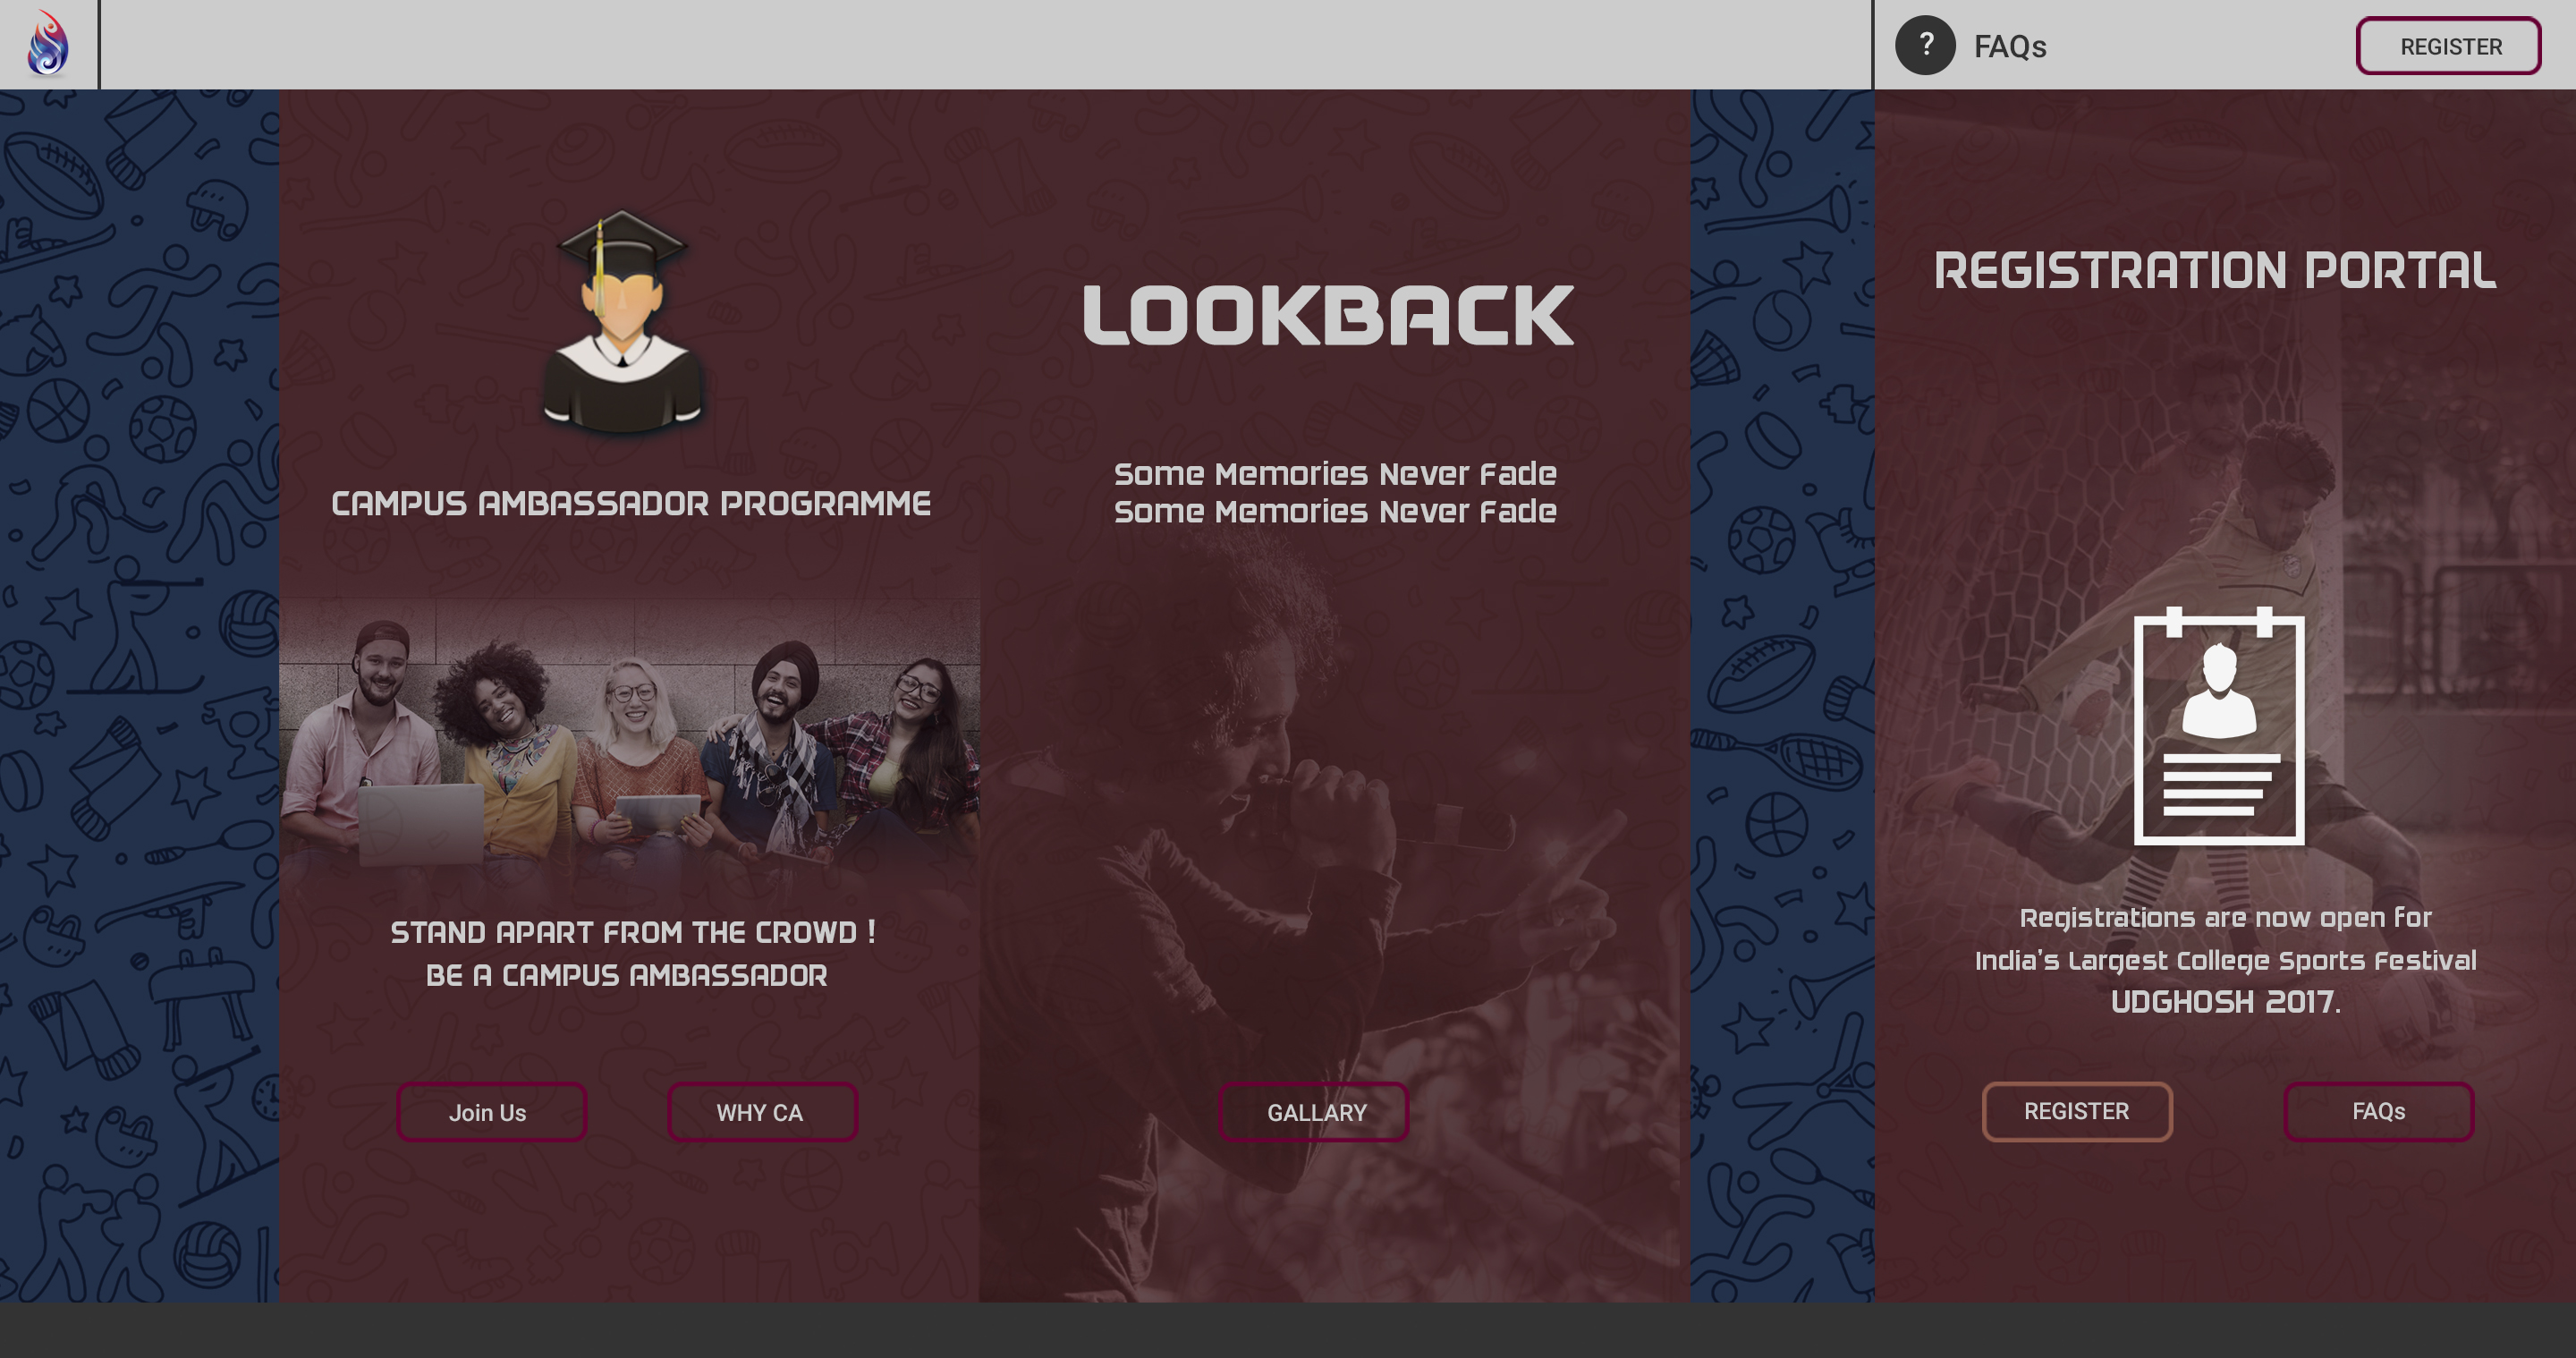 ? FAQs
REGISTER
CAMPUS AMBASSADOR PROGRAMME
STAND APART FROM THE CROWD !
BE A CAMPUS AMBASSADOR
Join Us
WHY CA
LOOKBACK
Some Memories Never Fade
Some Memories Never Fade
GALLARY
REGISTRATION PORTAL
Registrations are now open for
India's Largest College Sports Festival
UDGHOSH 2017.
REGISTER
FAQs